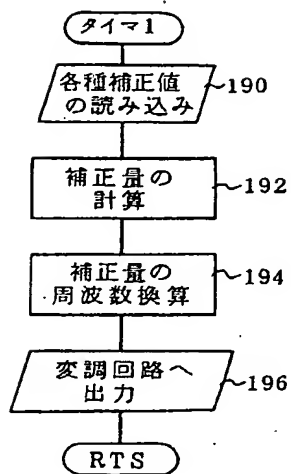 タイマ1
各種補正値
の読み込み
190
補正量の
計算
192
補正量の
周波数換算
194
変調回路へ
出力
196
RTS